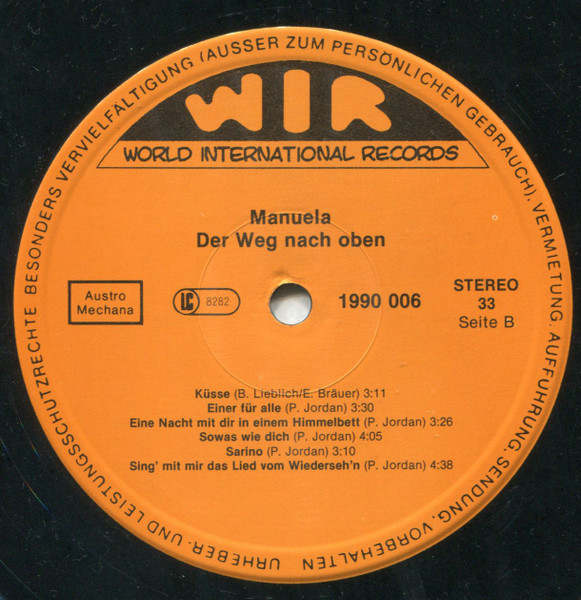 URHEBER- UND LEISTUNGSSCHUTZRECHTE BESONDERS VERVIELFÄLTIGUNG (AUSSER ZUM PERSÖNLICHEN GEBRAUCH), VERMIETUNG. AUFFÜHRUNG. SENDUNG. VORBEHALTEN
WIR
WORLD INTERNATIONAL RECORDS
Manuela
Der Weg nach oben
Austro
Mechana
LC 8282
1990 006
STEREO
33
Seite B
Küsse (B. Lieblich/E. Bräuer) 3:11
Einer für alle (P. Jordan) 3:30
Eine Nacht mit dir in einem Himmelbett (P. Jordan) 3:26
Sowas wie dich (P. Jordan) 4:05
Sarino (P. Jordan) 3:10
Sing' mit mir das Lied vom Wiederseh'n (P. Jordan) 4:38